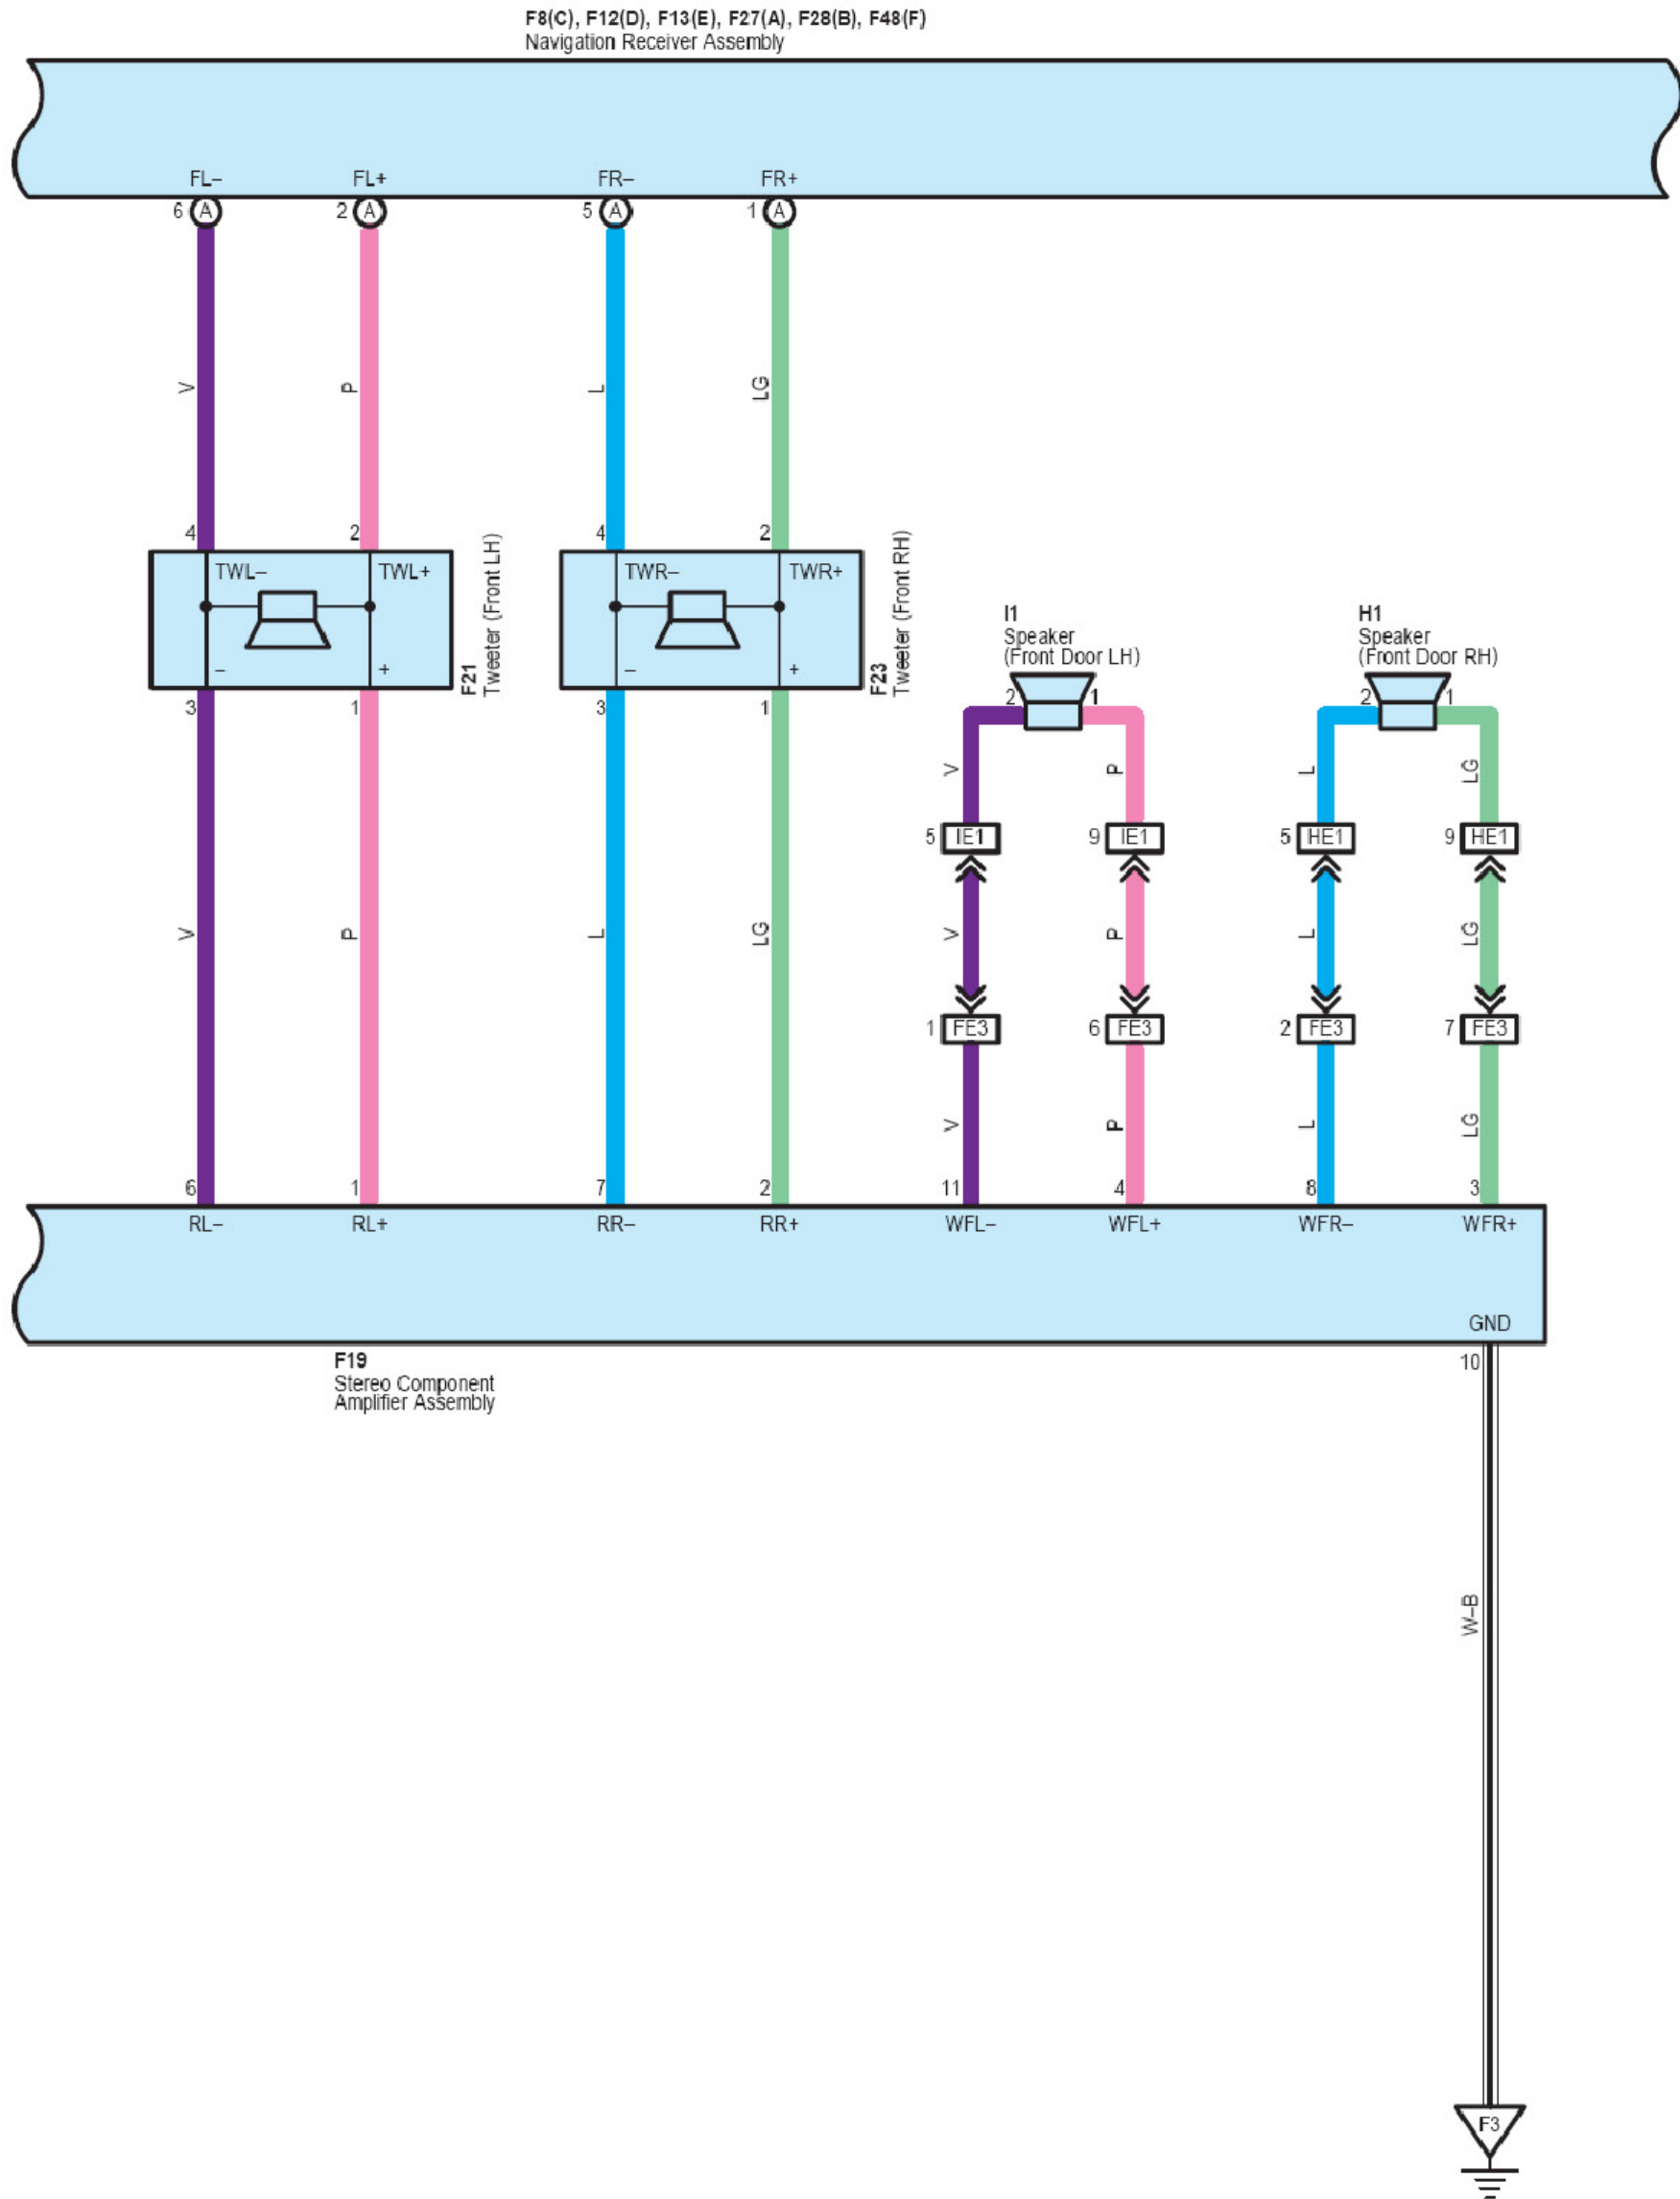 F8(C), F12(D), F13(E), F27(A), F28(B), F48(F)
Navigation Receiver Assembly
FL– FL+ FR– FR+
6 A 2 A 5 A 1 A
V P L LG
4 2 4 2
TWL– TWL+ TWR– TWR+
– + – +
F21
Tweeter (Front LH)
F23
Tweeter (Front RH)
3 1 3 1
I1
Speaker
(Front Door LH)
H1
Speaker
(Front Door RH)
2 1 2 1
V P L LG
5 IE1 9 IE1 5 HE1 9 HE1
V P L LG V P L LG
1 FE3 6 FE3 2 FE3 7 FE3
V P L LG
6 1 7 2 11 4 8 3
RL– RL+ RR– RR+ WFL– WFL+ WFR– WFR+
GND
10
F19
Stereo Component
Amplifier Assembly
W–B
F3